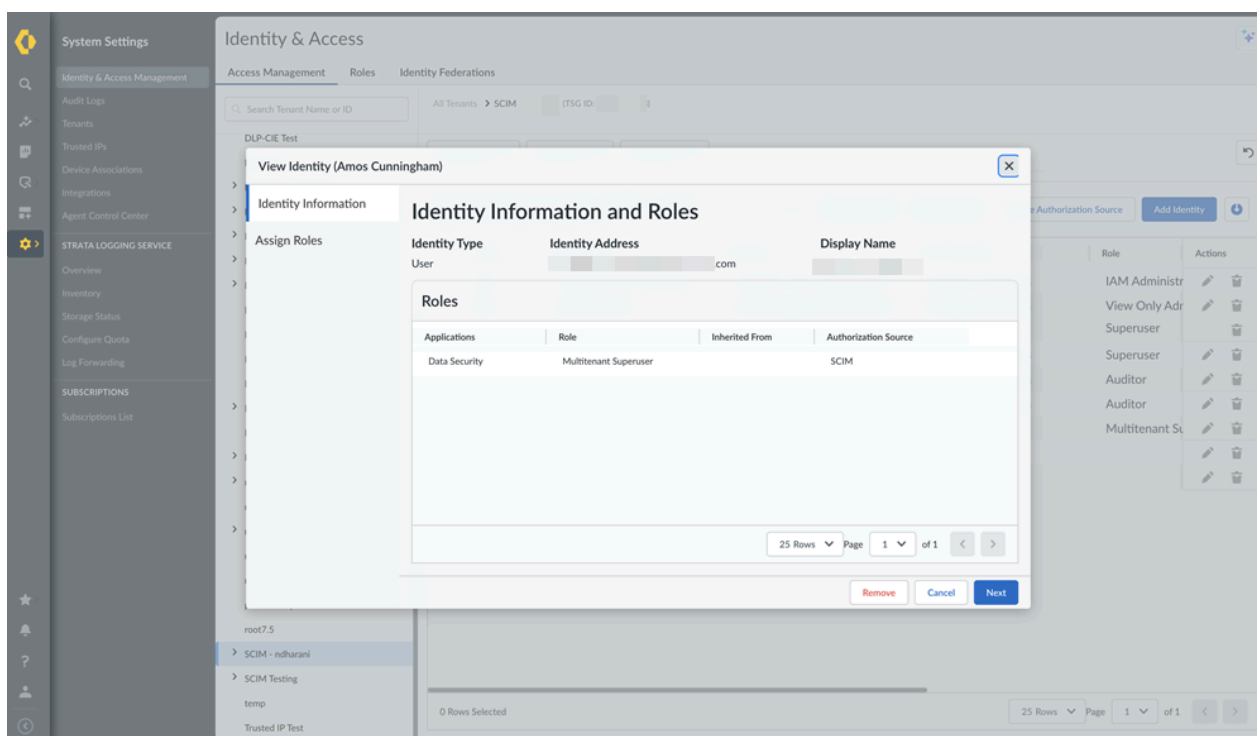 System Settings
Identity & Access Management
Audit Logs
Tenants
Trusted IPs
Device Associations
Integrations
Agent Control Center
STRATA LOGGING SERVICE
Overview
Inventory
Storage Status
Configure Quota
Log Forwarding
SUBSCRIPTIONS
Subscriptions List
Identity & Access
Access Management Roles Identity Federations
Search Tenant Name or ID
All Tenants > SCIM (TSG ID:
DLP-CIE Test
root7.5
SCIM - ndharani
SCIM Testing
temp
Trusted IP Test
Authorization Source Add Identity
Role Actions
IAM Administr
View Only Adr
Superuser
Superuser
Auditor
Auditor
Multitenant Su
0 Rows Selected
25 Rows Page 1 of 1
View Identity (Amos Cunningham)
Identity Information
Assign Roles
Identity Information and Roles
Identity Type Identity Address Display Name
User .com
Roles
Applications Role Inherited From Authorization Source
Data Security Multitenant Superuser SCIM
25 Rows Page 1 of 1
Remove Cancel Next